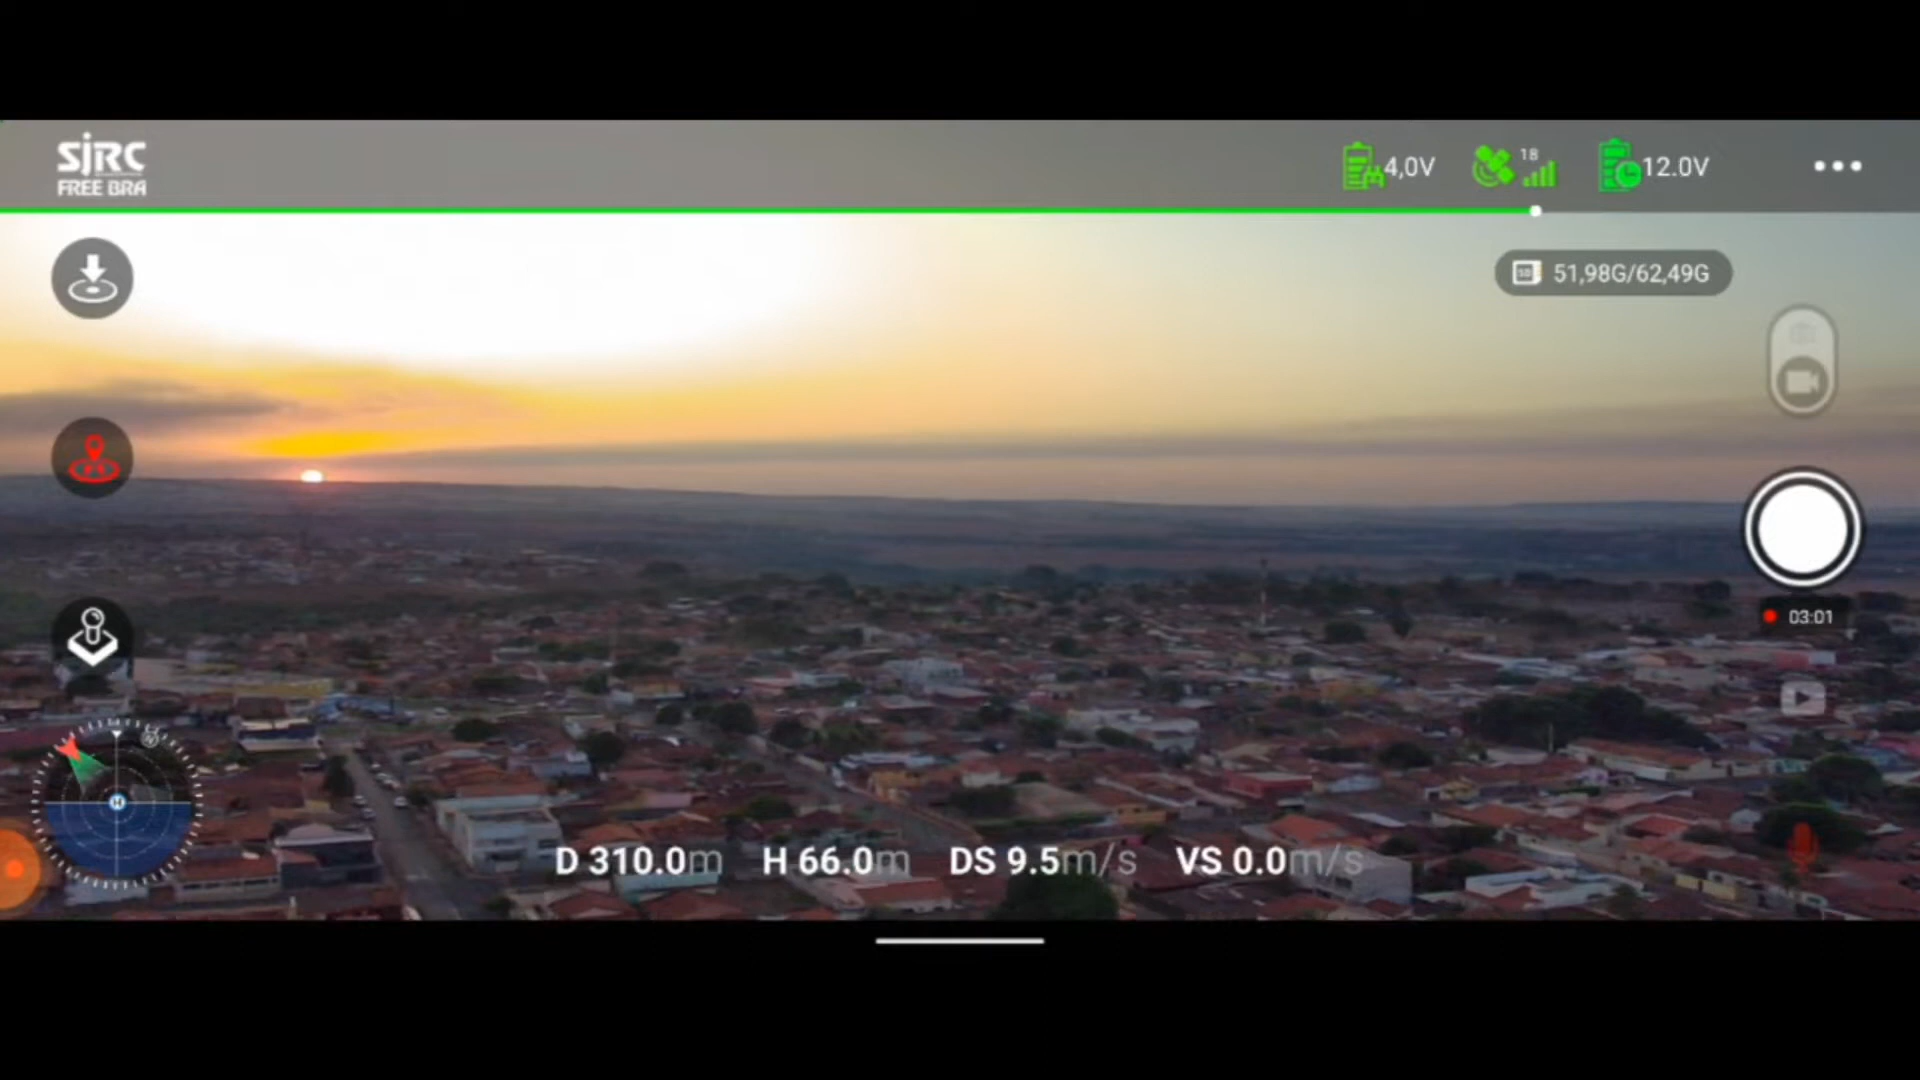 SJRC
FREE BRA
4,0V
18
12.0V
SD 51,98G/62,49G
03:01
N
H
D 310.0m H 66.0m DS 9.5m/s VS 0.0m/s